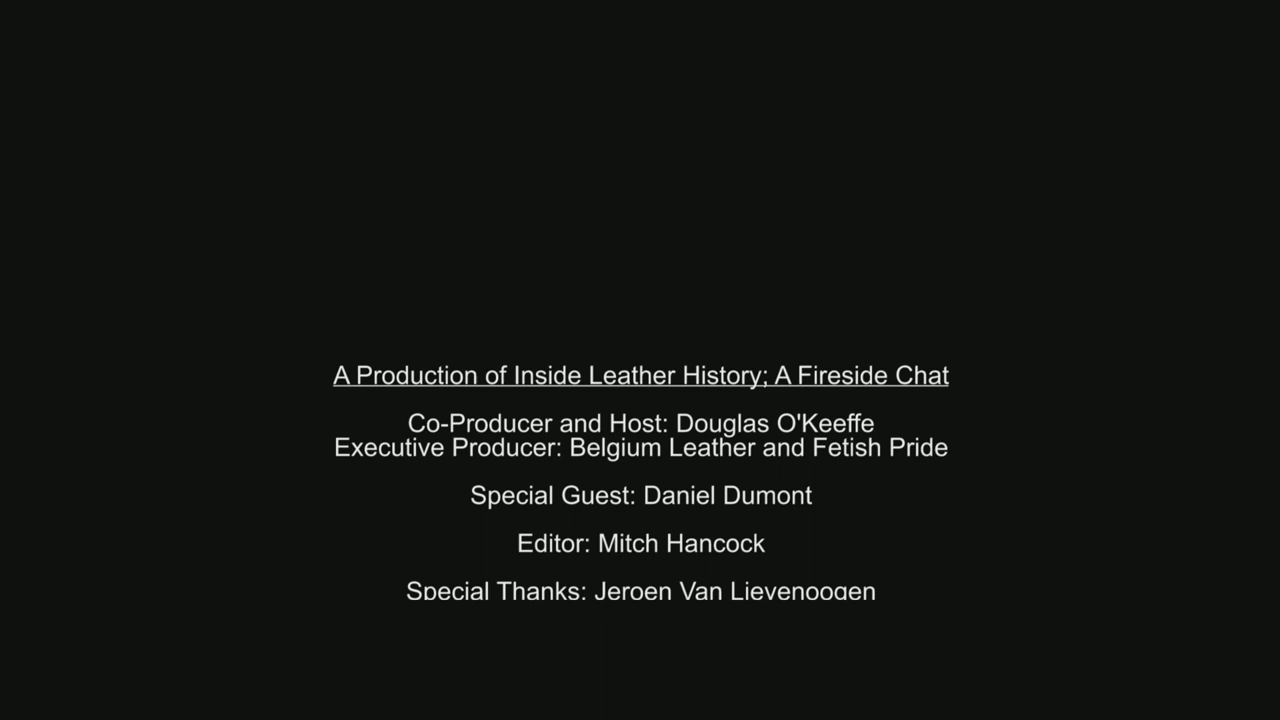 A Production of Inside Leather History; A Fireside Chat
Co-Producer and Host: Douglas O'Keeffe
Executive Producer: Belgium Leather and Fetish Pride
Special Guest: Daniel Dumont
Editor: Mitch Hancock
Special Thanks: Jeroen Van Lievenoogen